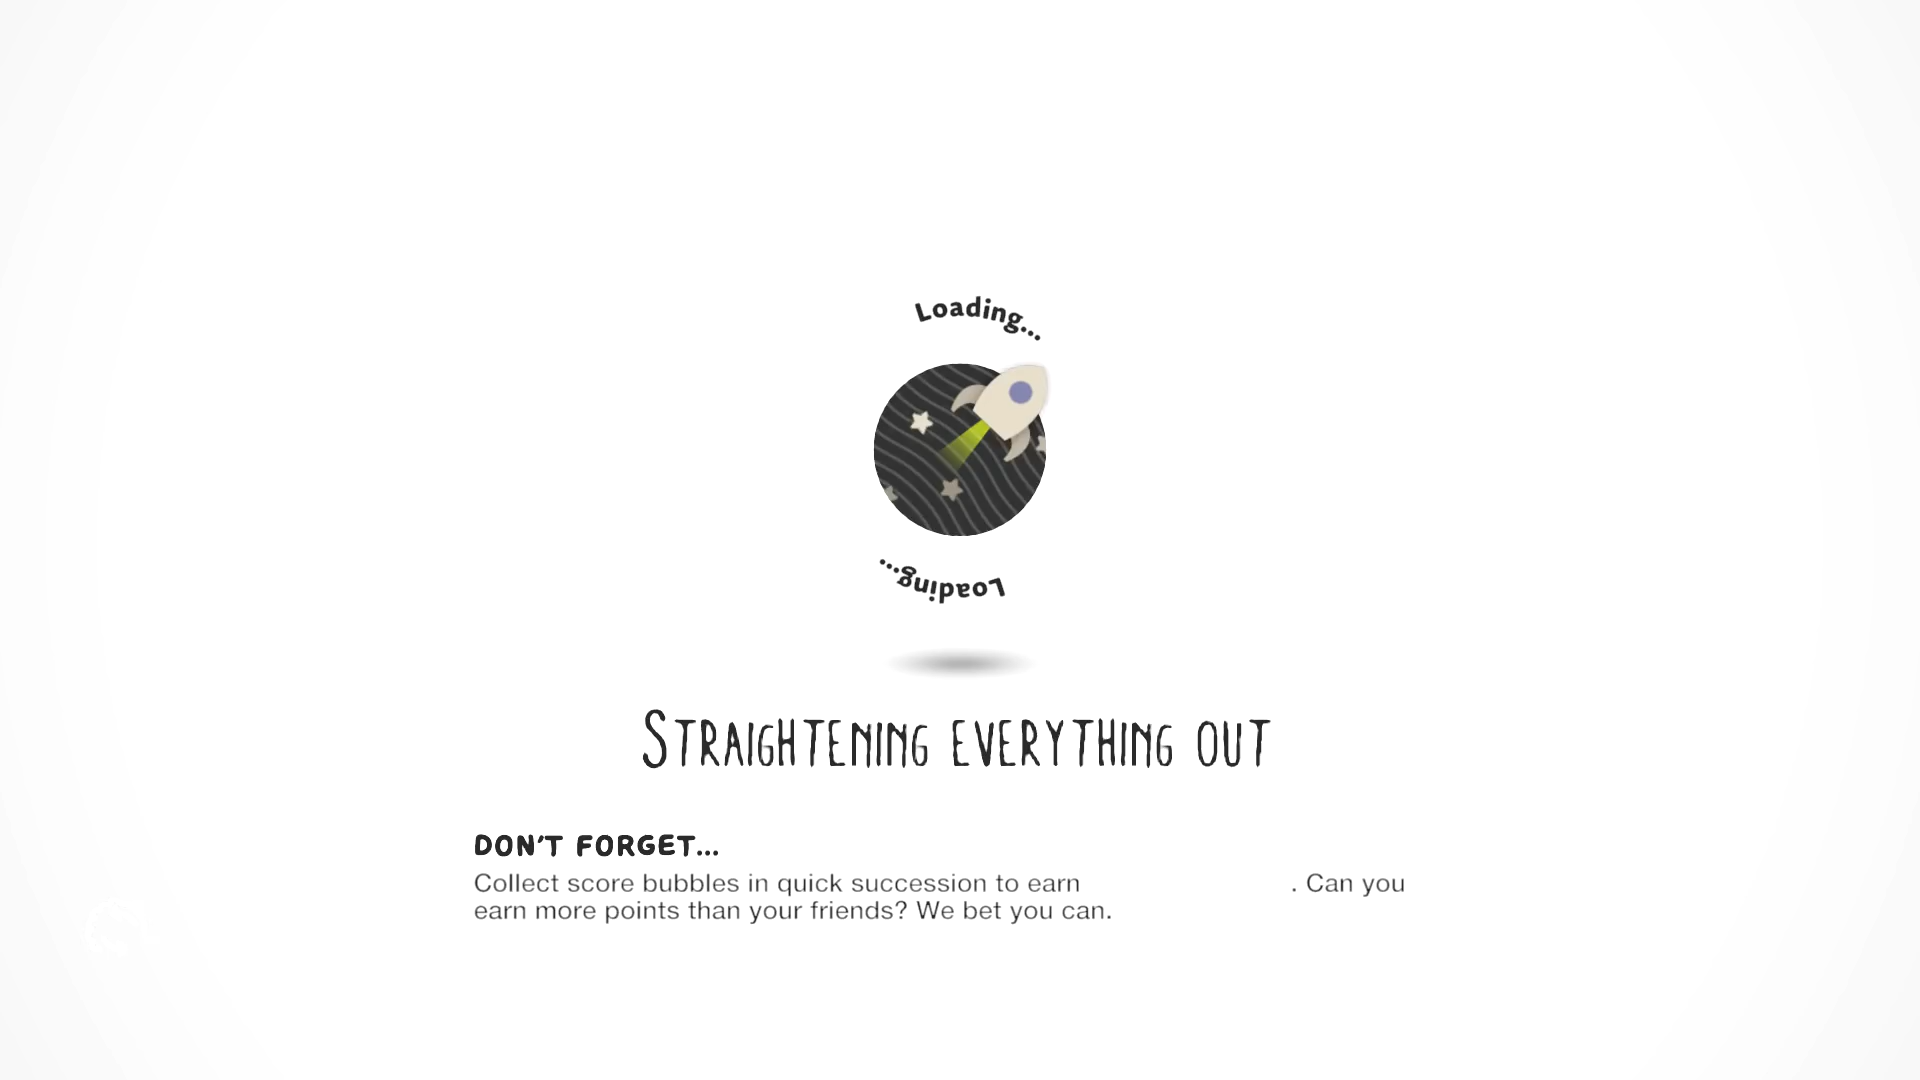 Loading...
Loading...
STRAIGHTENING EVERYTHING OUT
DON'T FORGET...
Collect score bubbles in quick succession to earn . Can you
earn more points than your friends? We bet you can.